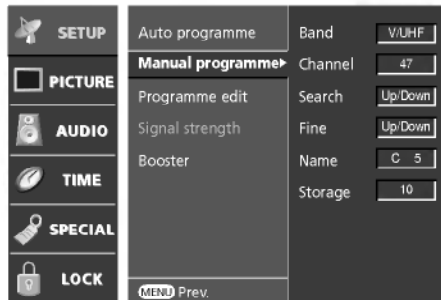 SETUP
PICTURE
AUDIO
TIME
SPECIAL
LOCK
Auto programme
Manual programme
Programme edit
Signal strength
Booster
MENU Prev.
Band V/UHF
Channel 47
Search Up/Down
Fine Up/Down
Name C 5
Storage 10